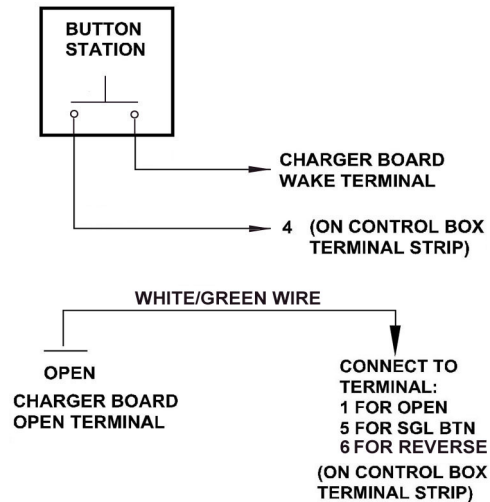 BUTTON
STATION
CHARGER BOARD
WAKE TERMINAL
4 (ON CONTROL BOX
TERMINAL STRIP)
WHITE/GREEN WIRE
OPEN
CHARGER BOARD
OPEN TERMINAL
CONNECT TO
TERMINAL:
1 FOR OPEN
5 FOR SGL BTN
6 FOR REVERSE
(ON CONTROL BOX
TERMINAL STRIP)